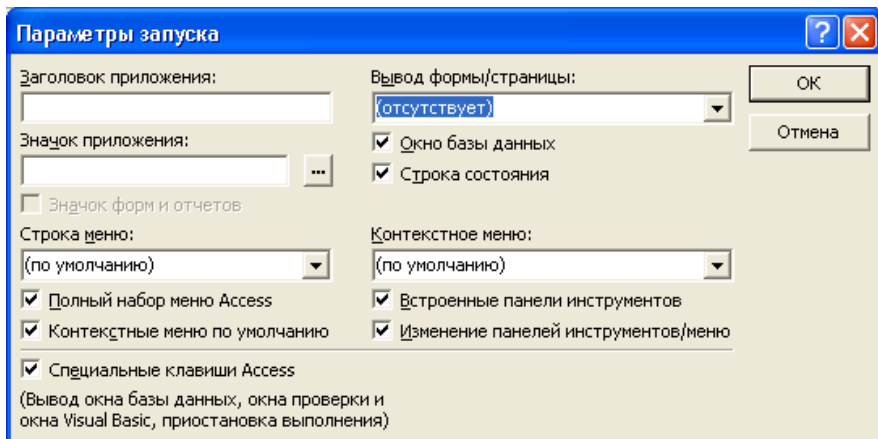 Параметры запуска
Заголовок приложения:
Вывод формы/страницы:
OK
(отсутствует)
Отмена
Значок приложения:
Окно базы данных
...
Строка состояния
Значок форм и отчетов
Строка меню:
Контекстное меню:
(по умолчанию)
(по умолчанию)
Полный набор меню Access
Встроенные панели инструментов
Контекстные меню по умолчанию
Изменение панелей инструментов/меню
Специальные клавиши Access
(Вывод окна базы данных, окна проверки и
окна Visual Basic, приостановка выполнения)